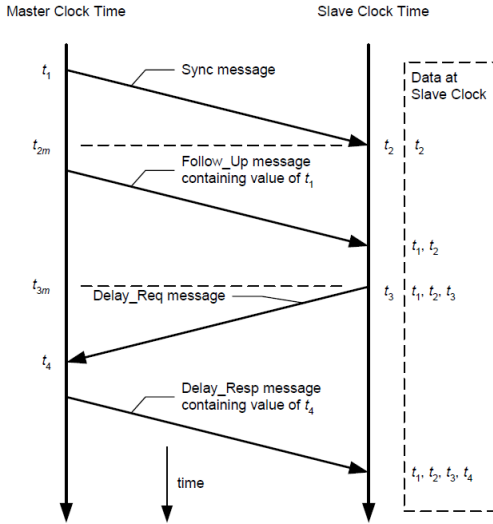 Master Clock Time
Slave Clock Time
t1
Sync message
Data at
Slave Clock
t2m
t2
t2
Follow_Up message
containing value of t1
t1, t2
t3m
t3
t1, t2, t3
Delay_Req message
t4
Delay_Resp message
containing value of t4
t1, t2, t3, t4
time